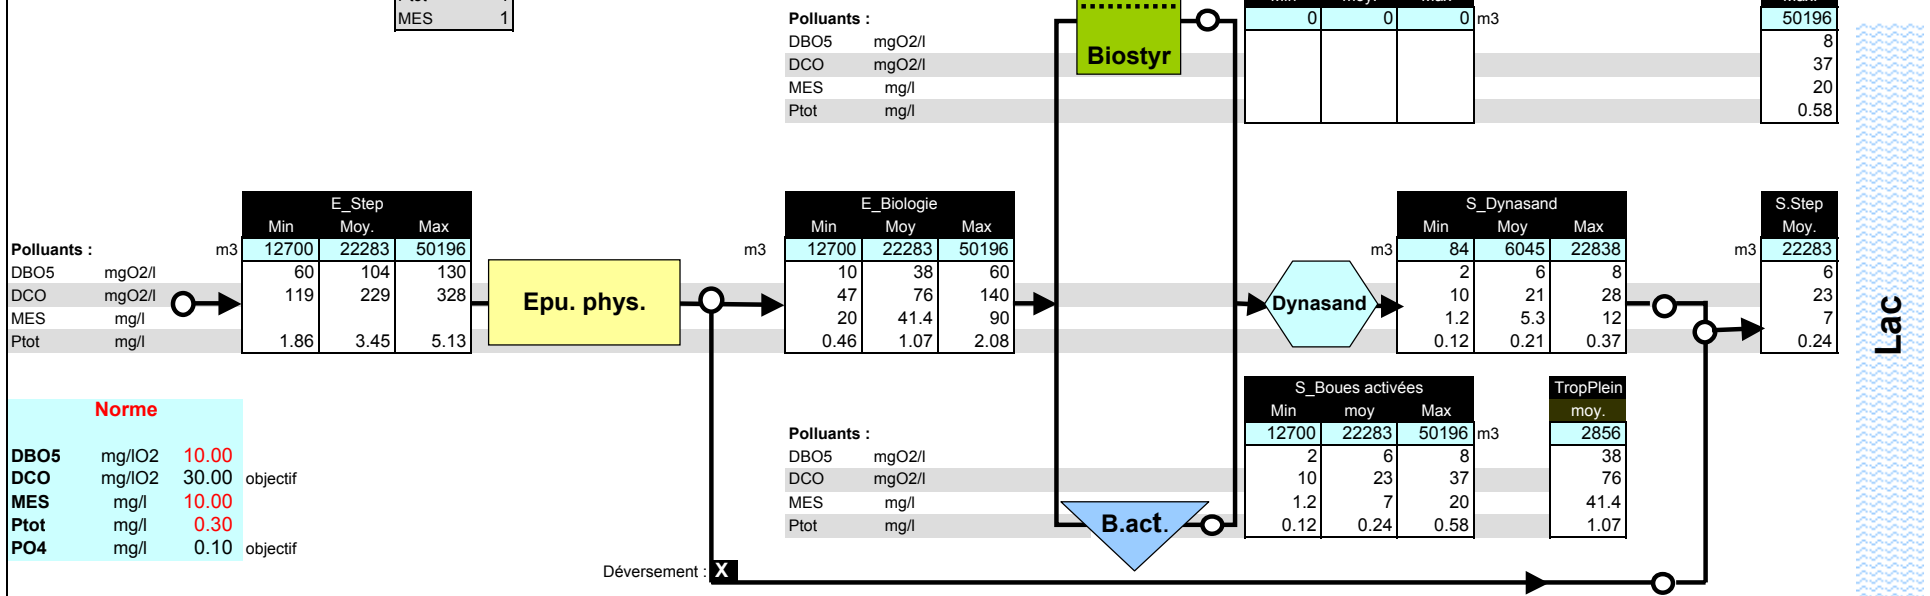 MES 1
Min moy. Max Max.
Polluants : 0 0 0 m3 50196
DBO5 mgO2/l 8
DCO mgO2/l 37
MES mg/l 20
Ptot mg/l 0.58
Biostyr
E_Step E_Biologie S_Dynasand S.Step
Min Moy. Max Min Moy Max Min Moy Max Moy.
Polluants : m3 12700 22283 50196 m3 12700 22283 50196 m3 84 6045 22838 m3 22283
DBO5 mgO2/l 60 104 130 10 38 60 2 6 8 6
DCO mgO2/l 119 229 328 47 76 140 10 21 28 23
Epu. phys. Dynasand
MES mg/l 20 41.4 90 1.2 5.3 12 7
Ptot mg/l 1.86 3.45 5.13 0.46 1.07 2.08 0.12 0.21 0.37 0.24
Lac
S_Boues activées TropPlein
Min moy Max moy.
Polluants : 12700 22283 50196 m3 2856
DBO5 mgO2/l 2 6 8 38
DCO mgO2/l 10 23 37 76
MES mg/l 1.2 7 20 41.4
Ptot mg/l 0.12 0.24 0.58 1.07
B.act.
Norme
DBO5 mg/lO2 10.00
DCO mg/lO2 30.00 objectif
MES mg/l 10.00
Ptot mg/l 0.30
PO4 mg/l 0.10 objectif
Déversement : X